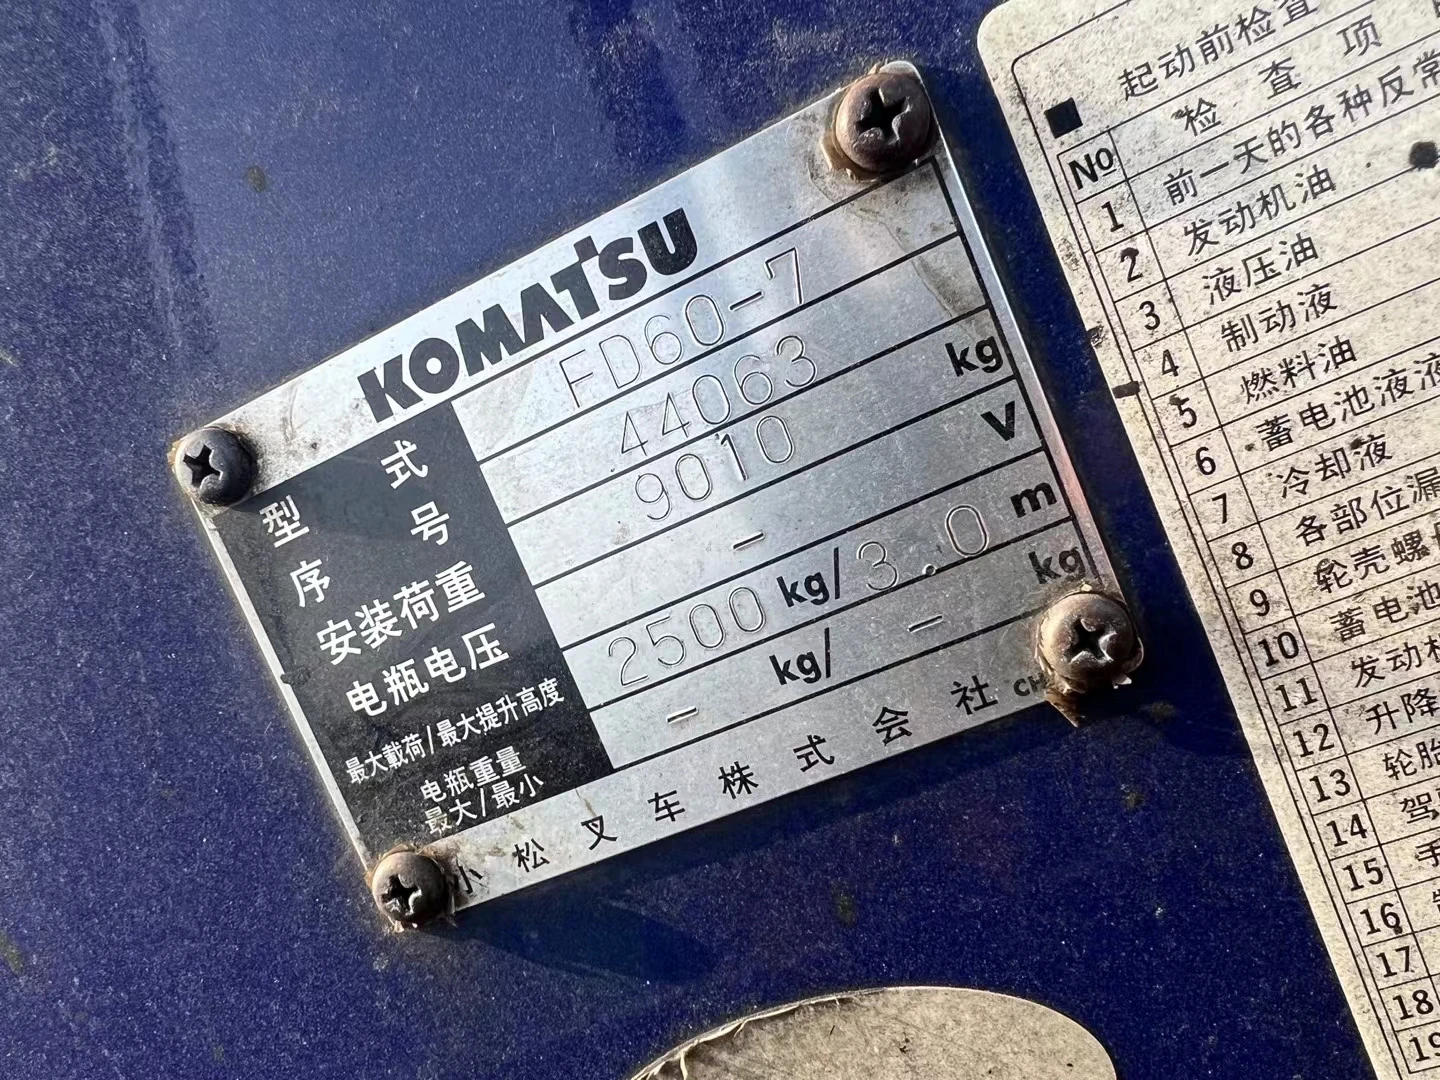 KOMATSU
型式 FD60-7
序号 44063
安装荷重 9010 kg
电瓶电压 - V
最大載荷/最大提升高度 2500 kg/3.0 m
电瓶重量 最大/最小 - kg/ - kg
小松叉车株式会社
起动前检查
检查项
No
1 前一天的各种反常
2 发动机油
3 液压油
4 制动液
5 燃料油
6 蓄电池液液
7 冷却液
8 各部位漏
9 轮壳螺
10 蓄电池
11 发动机
12 升降
13 轮胎
14 驾
15
16
17
18
19